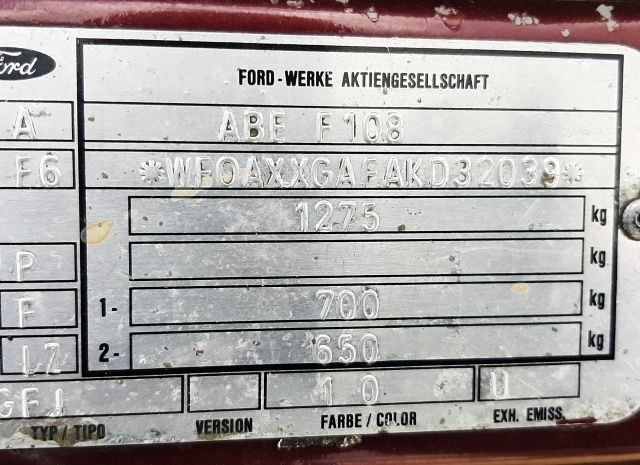 Ford
FORD-WERKE AKTIENGESELLSCHAFT
A ABE F108
F6 *WF0AXXGAFAKD32039*
1275 kg
P kg
F 1- 700 kg
12 2- 650 kg
GFJ 10 U
TYP / TIPO VERSION FARBE / COLOR EXH. EMISS.